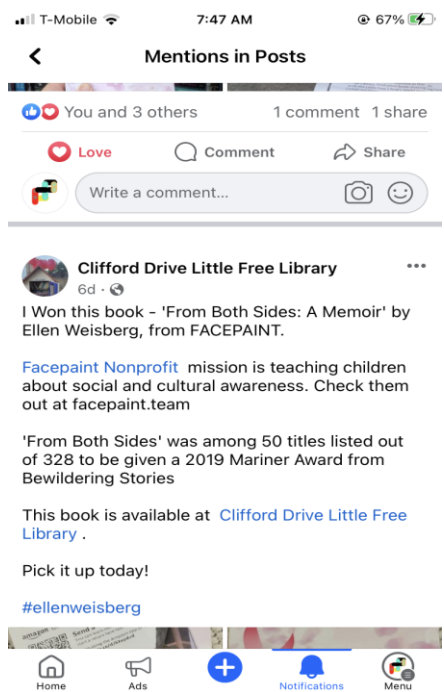 T-Mobile 7:47 AM 67%
Mentions in Posts
You and 3 others 1 comment 1 share
Love Comment Share
Write a comment...
Clifford Drive Little Free Library
6d ·
I Won this book - 'From Both Sides: A Memoir' by
Ellen Weisberg, from FACEPAINT.
Facepaint Nonprofit mission is teaching children
about social and cultural awareness. Check them
out at facepaint.team
'From Both Sides' was among 50 titles listed out
of 328 to be given a 2019 Mariner Award from
Bewildering Stories
This book is available at Clifford Drive Little Free
Library .
Pick it up today!
#ellenweisberg
amazon
Home Ads Notifications Menu